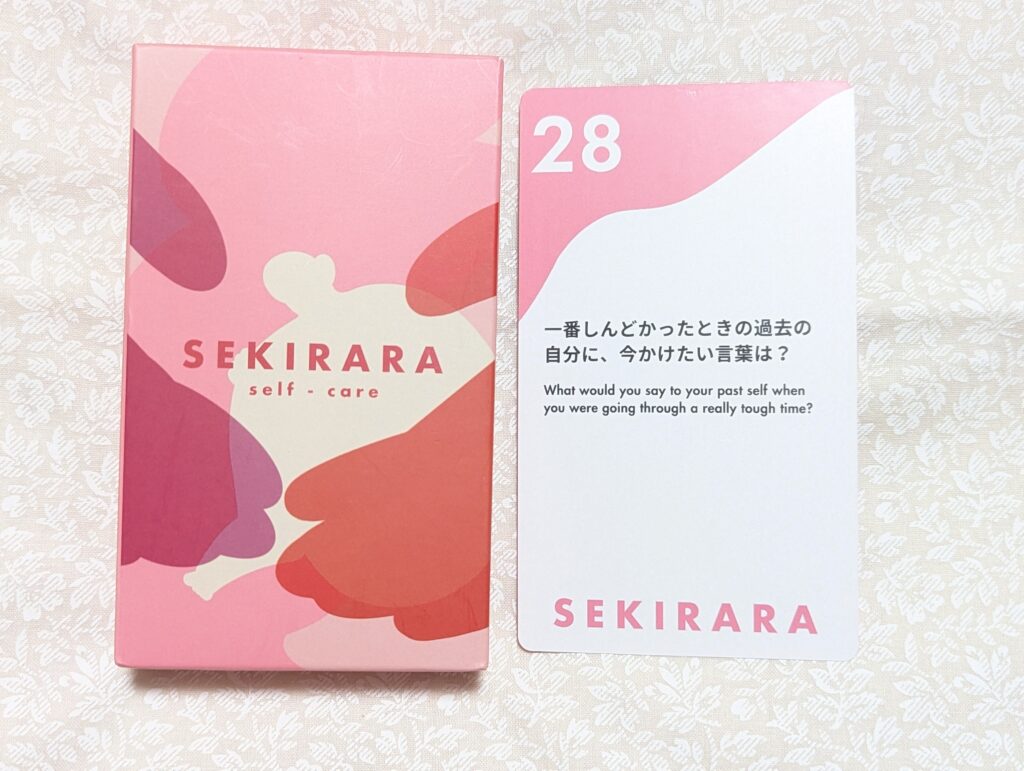 SEKIRARA
self - care
28
一番しんどかったときの過去の
自分に、今かけたい言葉は？
What would you say to your past self when
you were going through a really tough time?
SEKIRARA